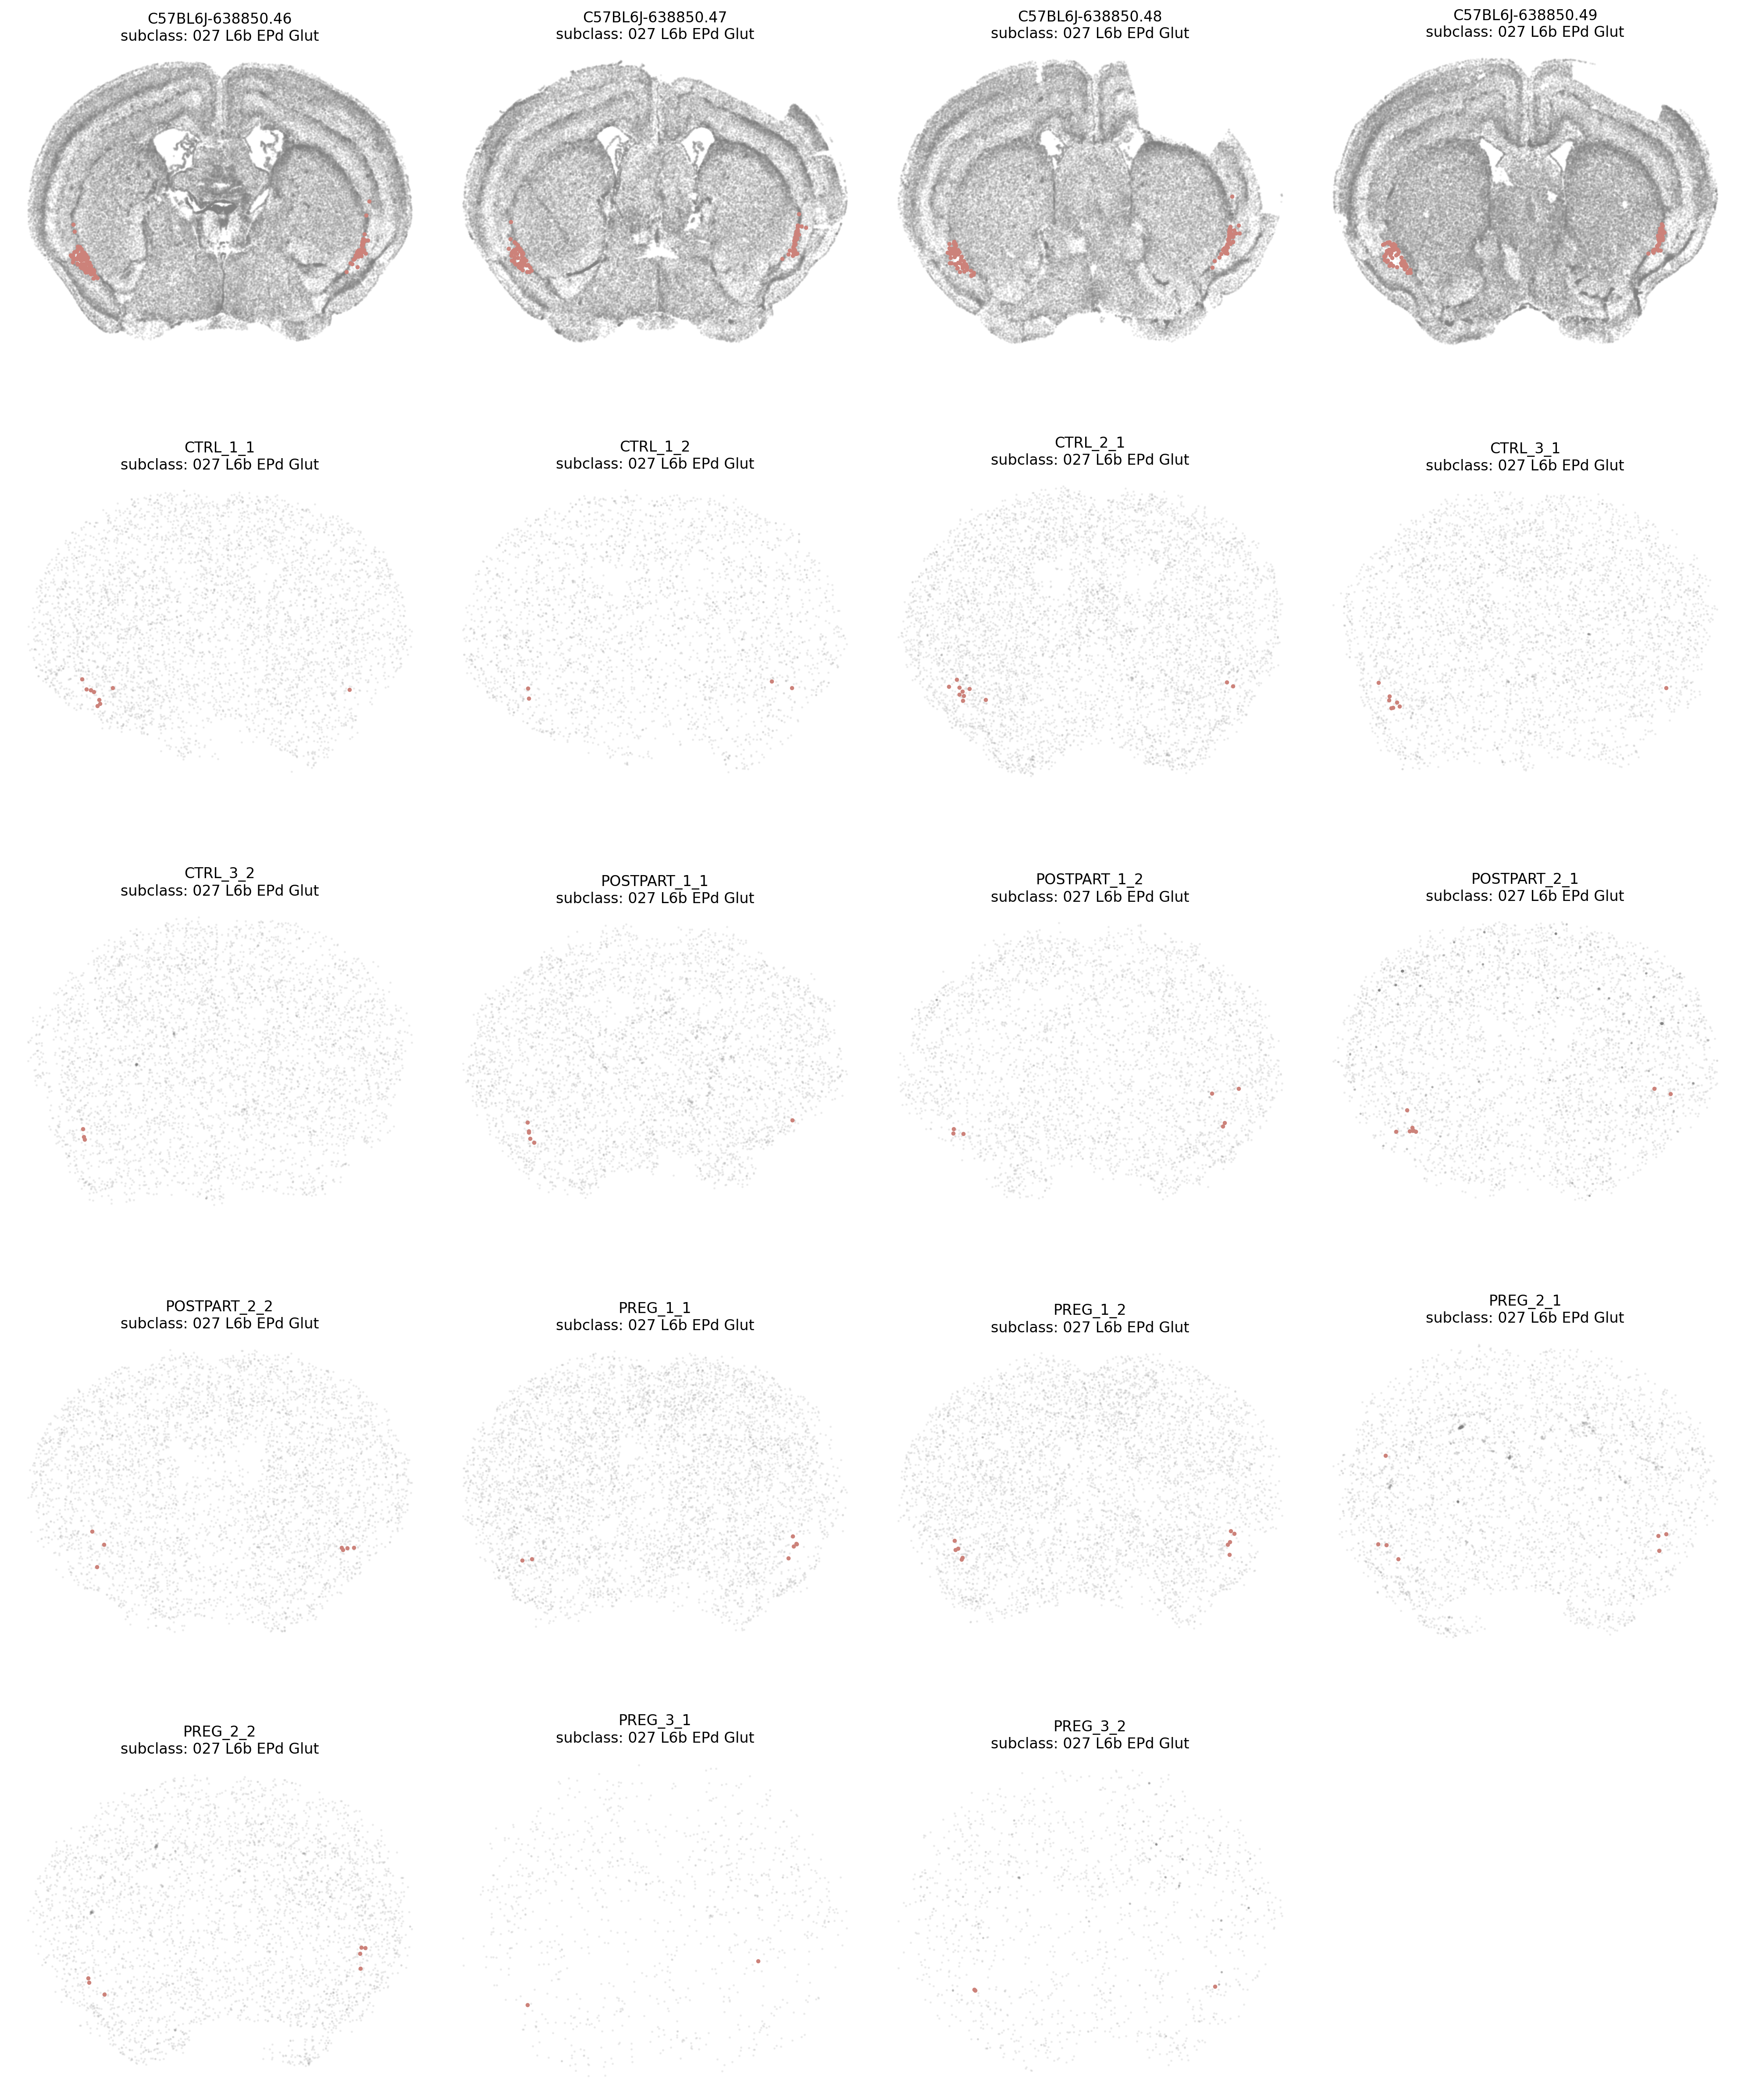 C57BL6J-638850.46
subclass: 027 L6b EPd Glut
C57BL6J-638850.47
subclass: 027 L6b EPd Glut
C57BL6J-638850.48
subclass: 027 L6b EPd Glut
C57BL6J-638850.49
subclass: 027 L6b EPd Glut
CTRL_1_1
subclass: 027 L6b EPd Glut
CTRL_1_2
subclass: 027 L6b EPd Glut
CTRL_2_1
subclass: 027 L6b EPd Glut
CTRL_3_1
subclass: 027 L6b EPd Glut
CTRL_3_2
subclass: 027 L6b EPd Glut
POSTPART_1_1
subclass: 027 L6b EPd Glut
POSTPART_1_2
subclass: 027 L6b EPd Glut
POSTPART_2_1
subclass: 027 L6b EPd Glut
POSTPART_2_2
subclass: 027 L6b EPd Glut
PREG_1_1
subclass: 027 L6b EPd Glut
PREG_1_2
subclass: 027 L6b EPd Glut
PREG_2_1
subclass: 027 L6b EPd Glut
PREG_2_2
subclass: 027 L6b EPd Glut
PREG_3_1
subclass: 027 L6b EPd Glut
PREG_3_2
subclass: 027 L6b EPd Glut